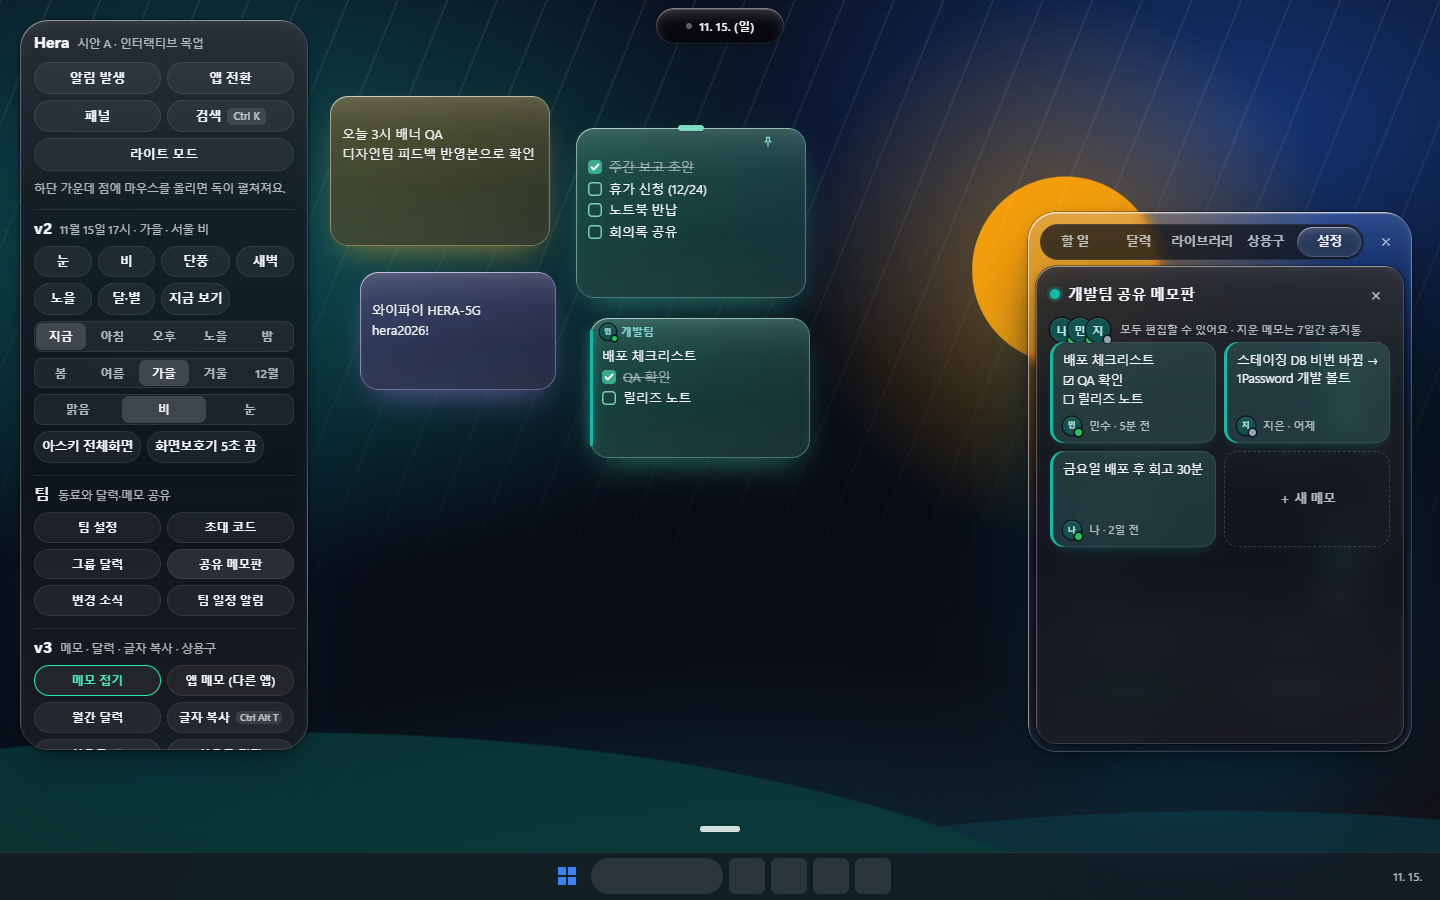 Hera 시안 A · 인터랙티브 목업
알림 발생
앱 전환
패널
검색 Ctrl K
라이트 모드
하단 가운데 점에 마우스를 올리면 독이 펼쳐져요.
v2 11월 15일 17시 · 가을 · 서울 비
눈
비
단풍
새벽
노을
달·별
지금 보기
지금
아침
오후
노을
밤
봄
여름
가을
겨울
12월
맑음
비
눈
아스키 전체화면
화면보호기 5초 끔
팀 동료와 달력·메모 공유
팀 설정
초대 코드
그룹 달력
공유 메모판
변경 소식
팀 일정 알림
v3 메모 · 달력 · 글자 복사 · 상용구
메모 접기
앱 메모 (다른 앱)
월간 달력
글자 복사 Ctrl Alt T
11. 15. (일)
오늘 3시 배너 QA
디자인팀 피드백 반영본으로 확인
주간 보고 초안
휴가 신청 (12/24)
노트북 반납
회의록 공유
와이파이 HERA-5G
hera2026!
민 개발팀
배포 체크리스트
QA 확인
릴리즈 노트
할 일
달력
라이브러리
상용구
설정
×
개발팀 공유 메모판
×
나 민 지 모두 편집할 수 있어요 · 지운 메모는 7일간 휴지통
배포 체크리스트
☑ QA 확인
☐ 릴리즈 노트
민 민수 · 5분 전
스테이징 DB 비번 바뀜 →
1Password 개발 볼트
지 지은 · 어제
금요일 배포 후 회고 30분
나 나 · 2일 전
+ 새 메모
11. 15.